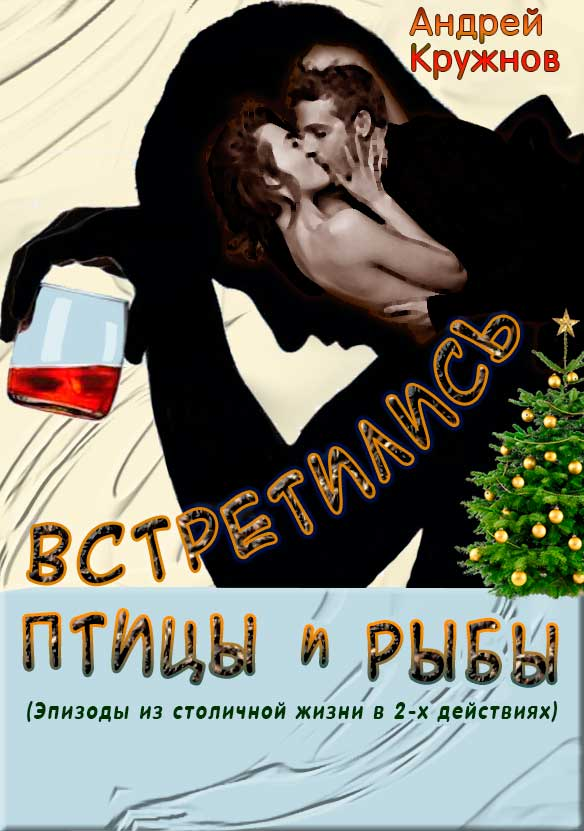 Андрей
Кружнов
ВСТРЕТИЛИСЬ
ПТИЦЫ и РЫБЫ
(Эпизоды из столичной жизни в 2-х действиях)